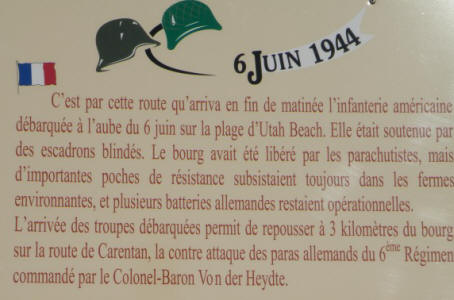 6 JUIN 1944
C'est par cette route qu'arriva en fin de matinée l'infanterie américaine
débarquée à l'aube du 6 juin sur la plage d'Utah Beach. Elle était soutenue par
des escadrons blindés. Le bourg avait été libéré par les parachutistes, mais
d'importantes poches de résistance subsistaient toujours dans les fermes
environnantes, et plusieurs batteries allemandes restaient opérationnelles.
L'arrivée des troupes débarquées permit de repousser à 3 kilomètres du bourg
sur la route de Carentan, la contre attaque des paras allemands du 6ème Régimen
commandé par le Colonel-Baron Von der Heydte.